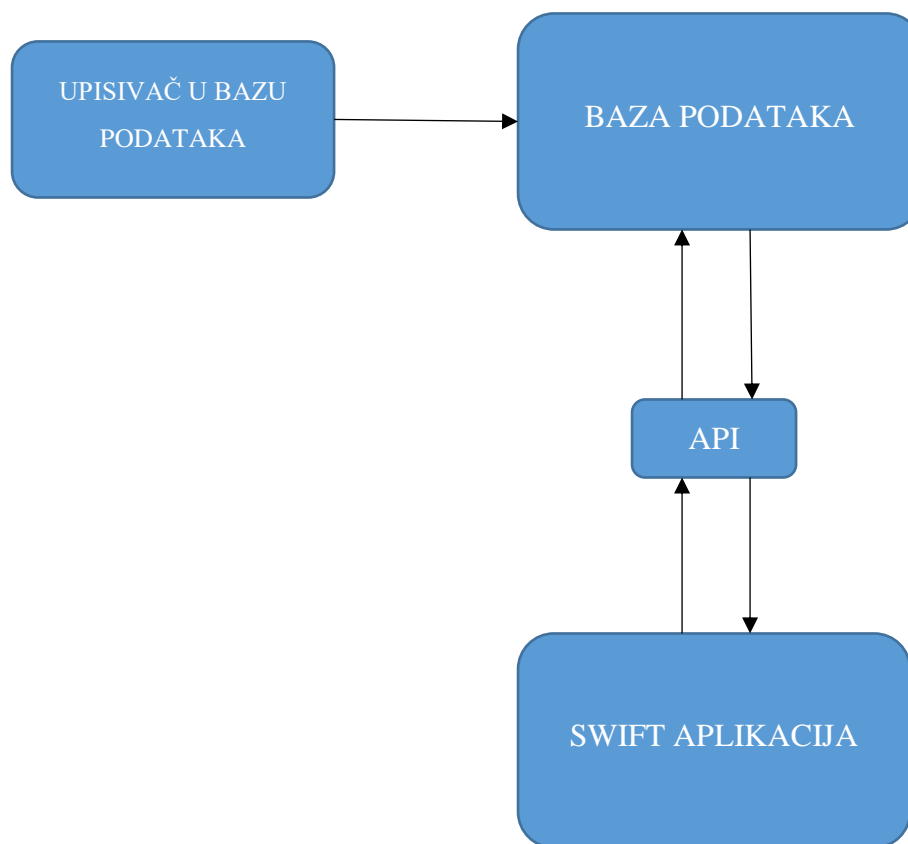 UPISIVAČ U BAZU
PODATAKA
BAZA PODATAKA
API
SWIFT APLIKACIJA